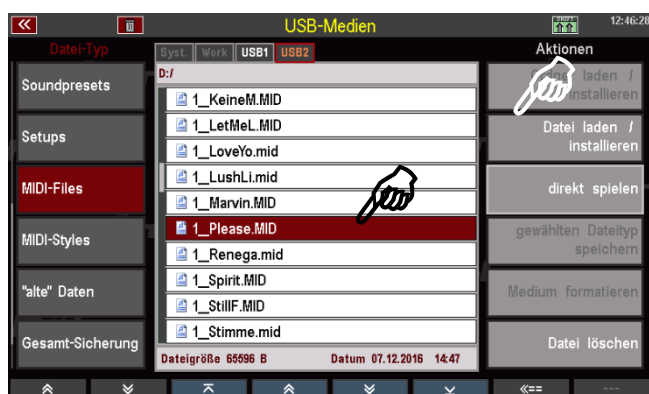 USB-Medien
12:46:28
Datei-Typ
Syst. Work USB1 USB2
Aktionen
D:/
Soundpresets
Setups
MIDI-Files
MIDI-Styles
"alte" Daten
Gesamt-Sicherung
1_KeineM.MID
1_LetMeL.MID
1_LoveYo.mid
1_LushLi.mid
1_Marvin.MID
1_Please.MID
1_Renega.mid
1_Spirit.MID
1_StillF.MID
1_Stimme.mid
Dateigröße 65596 B Datum 07.12.2016 14:47
laden /
installieren
Datei laden /
installieren
direkt spielen
gewählten Dateityp
speichern
Medium formatieren
Datei löschen
«==
---